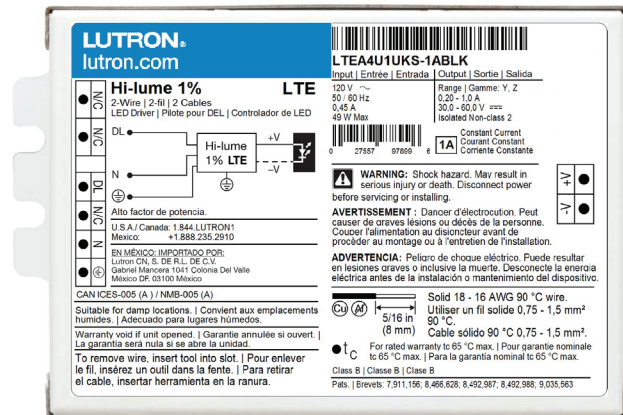 LUTRON®
lutron.com
Hi-lume 1% LTE
2-Wire | 2-fil | 2 Cables
LED Driver | Pilote pour DEL | Controlador de LED
N/C
N/C
DL
N/C
N
DL
N
Hi-lume
1% LTE
+V
–V
Alto factor de potencia.
U.S.A./ Canada: 1.844.LUTRON1
Mexico: +1.888.235.2910
EN MÉXICO: IMPORTADO POR:
Lutron CN, S. DE R.L. DE C.V.
Gabriel Mancera 1041 Colonia Del Valle
México DF. 03100 México
CAN ICES-005 (A ) / NMB-005 (A)
Suitable for damp locations. | Convient aux emplacements
humides. | Adecuado para lugares húmedos.
Warranty void if unit opened. | Garantie annulée si ouvert. |
La garantia será nula si se abre la unidad.
To remove wire, insert tool into slot. | Pour enlever
le fil, insérez un outil dans la fente. | Para retirar
el cable, insertar herramienta en la ranura.
LTEA4U1UKS-1ABLK
Input | Entrée | Entrada
120 V ~
50 / 60 Hz
0,45 A
49 W Max
Output | Sortie | Salida
Range | Gamme: Y, Z
0,20 - 1,0 A
30,0 - 60,0 V
Isolated Non-class 2
0 27557 97899 6
1A
Constant Current
Courant Constant
Corriente Constante
WARNING: Shock hazard. May result in
serious injury or death. Disconnect power
before servicing or installing.
AVERTISSEMENT : Danger d'électrocution. Peut
causer de graves lésions ou décès de la personne.
Couper l'alimentation au disjoncteur avant de
procéder au montage ou à l'entretien de l'installation.
+V
-V
ADVERTENCIA: Peligro de choque eléctrico. Puede resultar
en lesiones graves o inclusive la muerte. Desconecte la energia
eléctrica antes de la instalación o mantenimiento del dispositivo.
Cu Al
5/16 in
(8 mm)
Solid 18 - 16 AWG 90 °C wire.
Utiliser un fil solide 0,75 - 1,5 mm²
90 °C.
Cable sólido 90 °C 0,75 - 1,5 mm².
tc
For rated warranty tc 65 °C max. | Pour garantie nominale
tc 65 °C max. | Para la garantia nominal tc 65 °C max.
Class B | Classe B | Clase B
Pats. | Brevets: 7,911,156; 8,466,628; 8,492,987; 8,492,988; 9,035,563